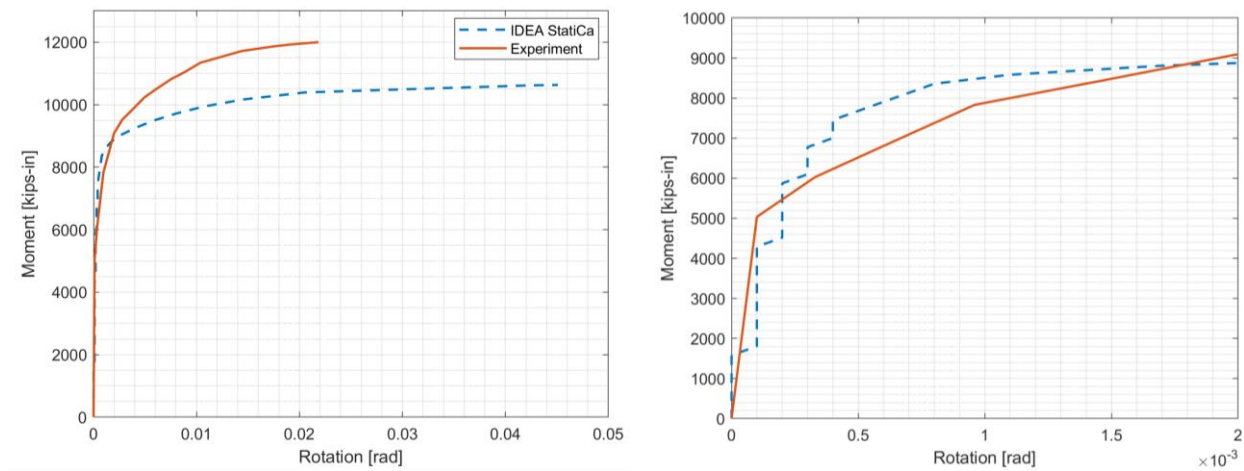 12000
10000
8000
6000
4000
2000
0
Moment [kips-in]
0 0.01 0.02 0.03 0.04 0.05
Rotation [rad]
IDEA StatiCa
Experiment
10000
9000
8000
7000
6000
5000
4000
3000
2000
1000
0
Moment [kips-in]
0 0.5 1 1.5 2
Rotation [rad]
×10⁻³